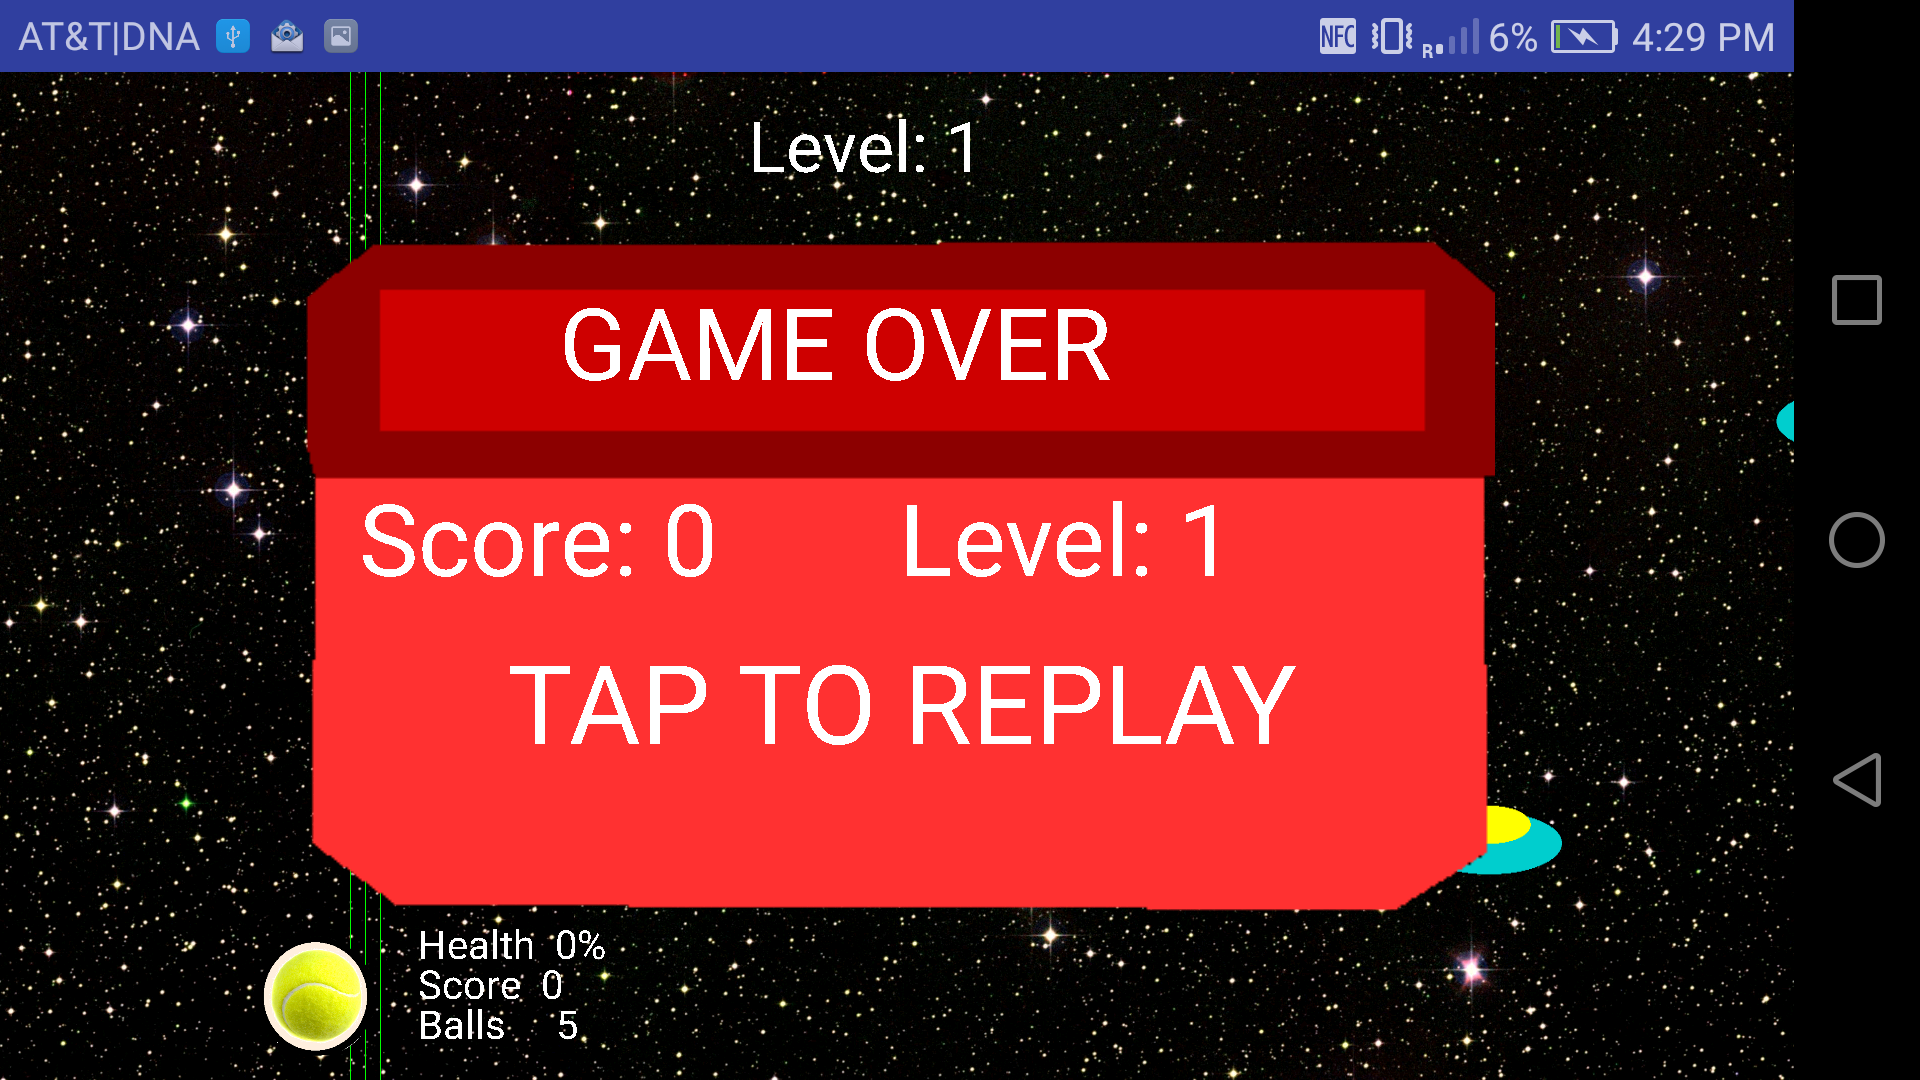 AT&T|DNA NFC R 6% 4:29 PM
Level: 1
GAME OVER
Score: 0 Level: 1
TAP TO REPLAY
Health 0%
Score 0
Balls 5